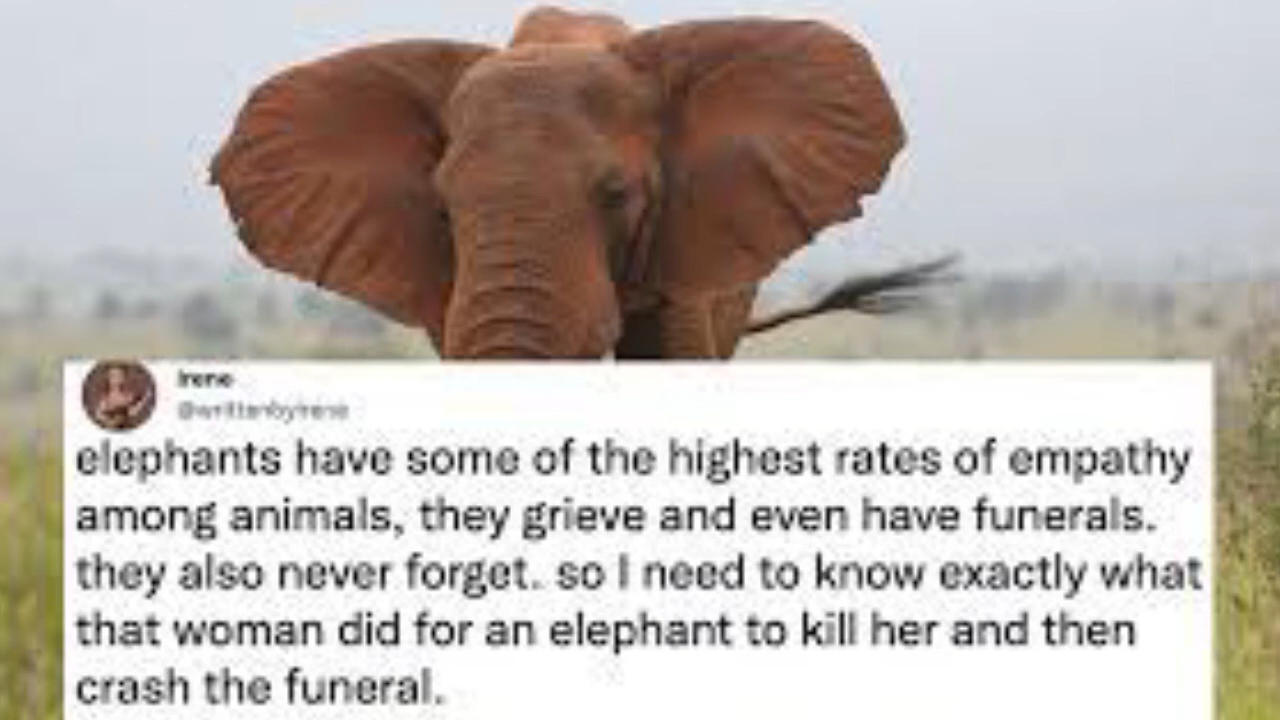 Irene
@writtenbyirene
elephants have some of the highest rates of empathy
among animals, they grieve and even have funerals.
they also never forget. so I need to know exactly what
that woman did for an elephant to kill her and then
crash the funeral.